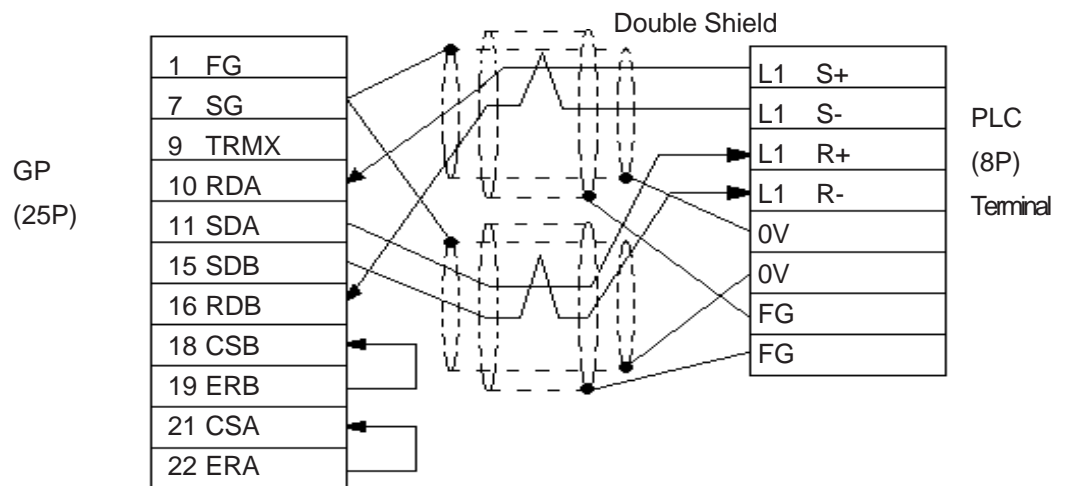 Double Shield
GP
(25P)
1 FG
7 SG
9 TRMX
10 RDA
11 SDA
15 SDB
16 RDB
18 CSB
19 ERB
21 CSA
22 ERA
L1 S+
L1 S-
L1 R+
L1 R-
0V
0V
FG
FG
PLC
(8P)
Terminal